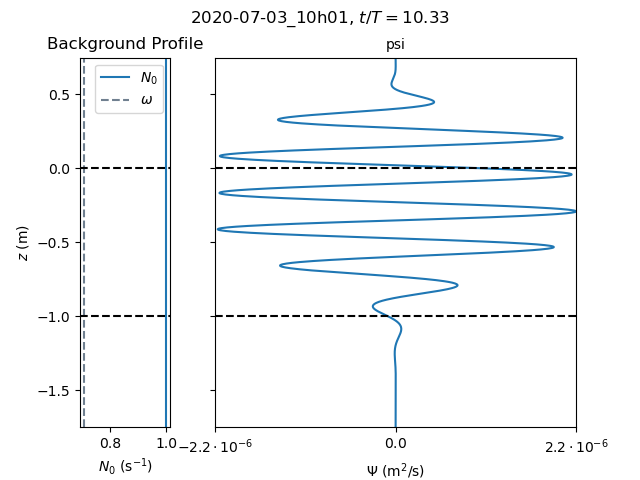 2020-07-03_10h01, t/T = 10.33
Background Profile
psi
N₀
ω
0.5
0.0
−0.5
−1.0
−1.5
z (m)
0.8 1.0
N₀ (s⁻¹)
−2.2 · 10⁻⁶ 0.0 2.2 · 10⁻⁶
Ψ (m²/s)